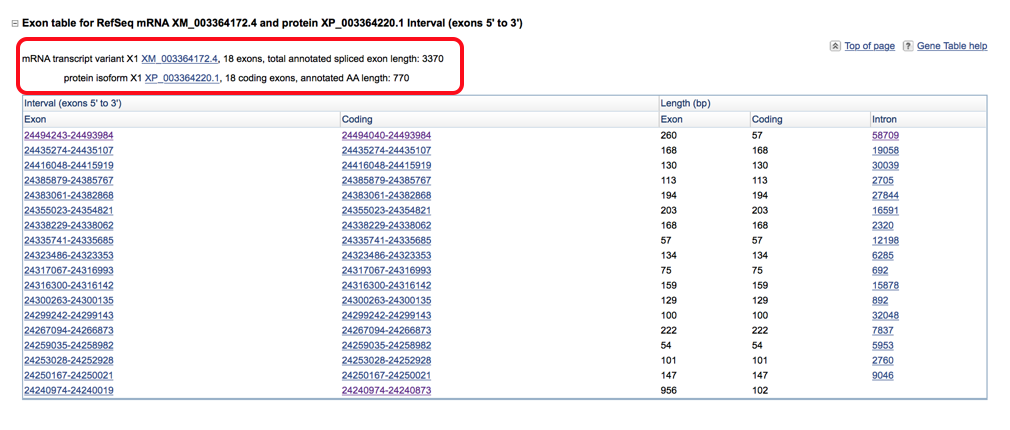 Exon table for RefSeq mRNA XM_003364172.4 and protein XP_003364220.1 Interval (exons 5' to 3')
Top of page ? Gene Table help
mRNA transcript variant X1 XM_003364172.4, 18 exons, total annotated spliced exon length: 3370
protein isoform X1 XP_003364220.1, 18 coding exons, annotated AA length: 770
Interval (exons 5' to 3') Length (bp)
Exon Coding Exon Coding Intron
24494243-24493984 24494040-24493984 260 57 58709
24435274-24435107 24435274-24435107 168 168 19058
24416048-24415919 24416048-24415919 130 130 30039
24385879-24385767 24385879-24385767 113 113 2705
24383061-24382868 24383061-24382868 194 194 27844
24355023-24354821 24355023-24354821 203 203 16591
24338229-24338062 24338229-24338062 168 168 2320
24335741-24335685 24335741-24335685 57 57 12198
24323486-24323353 24323486-24323353 134 134 6285
24317067-24316993 24317067-24316993 75 75 692
24316300-24316142 24316300-24316142 159 159 15878
24300263-24300135 24300263-24300135 129 129 892
24299242-24299143 24299242-24299143 100 100 32048
24267094-24266873 24267094-24266873 222 222 7837
24259035-24258982 24259035-24258982 54 54 5953
24253028-24252928 24253028-24252928 101 101 2760
24250167-24250021 24250167-24250021 147 147 9046
24240974-24240019 24240974-24240873 956 102